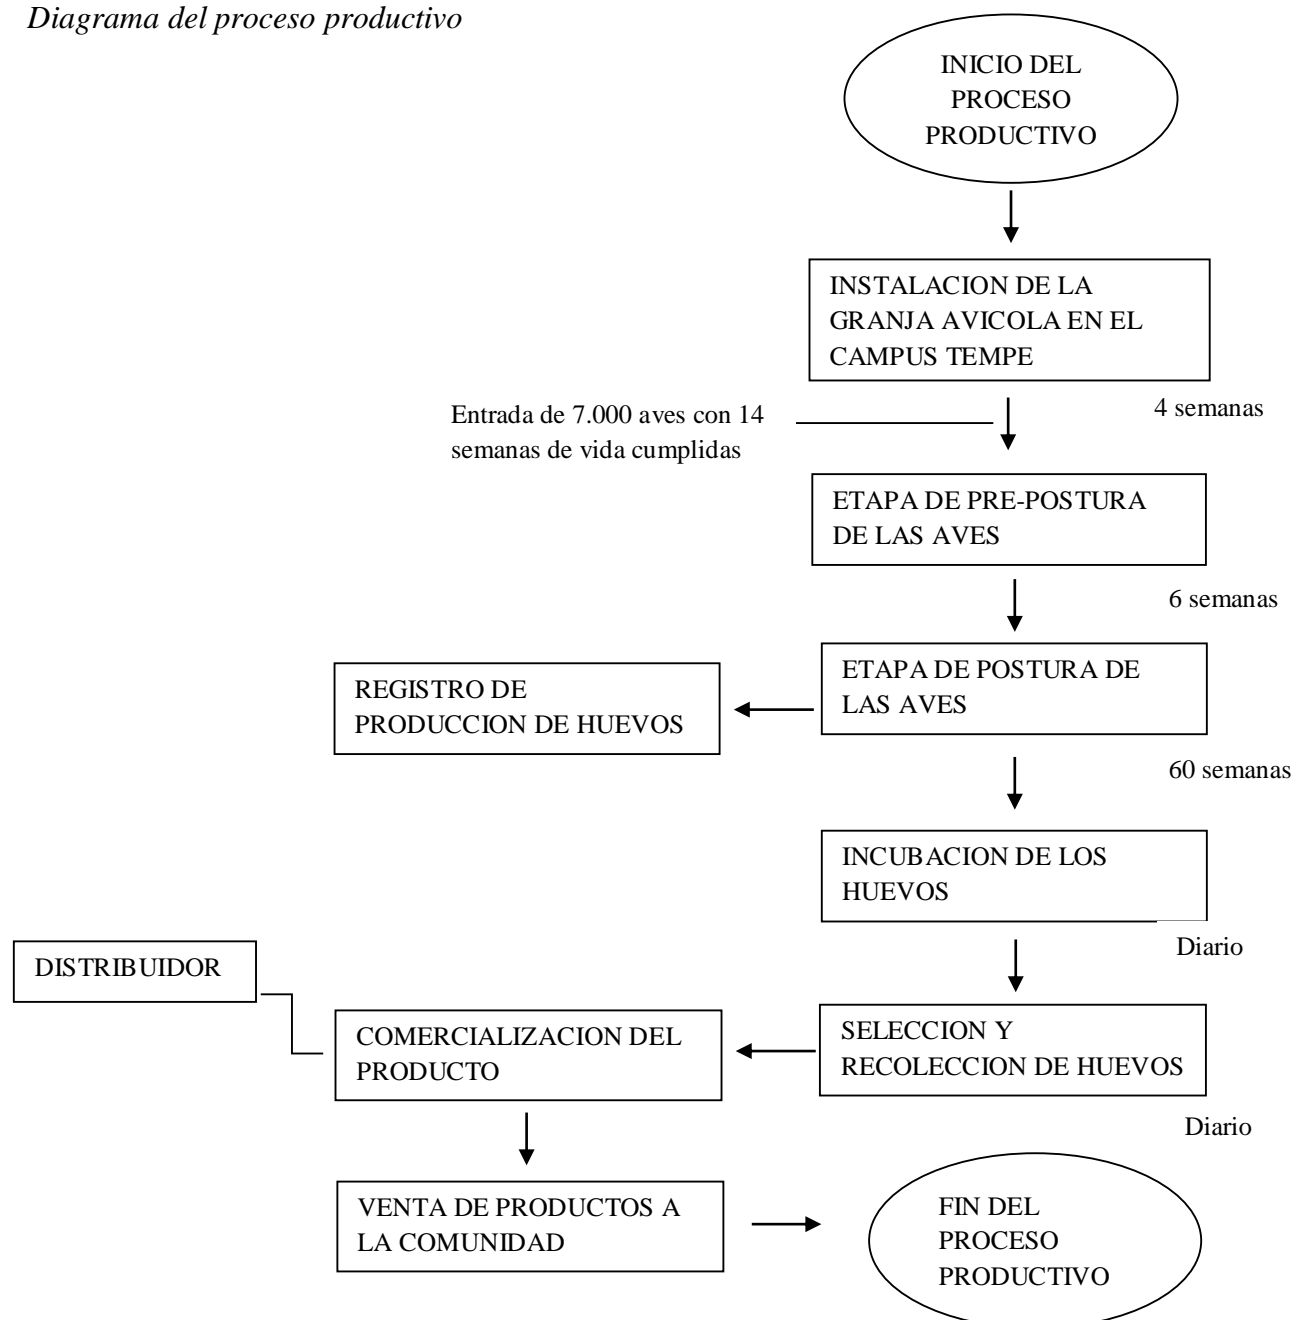 Diagrama del proceso productivo
INICIO DEL
PROCESO
PRODUCTIVO
INSTALACION DE LA
GRANJA AVICOLA EN EL
CAMPUS TEMPE
4 semanas
Entrada de 7.000 aves con 14
semanas de vida cumplidas
ETAPA DE PRE-POSTURA
DE LAS AVES
6 semanas
ETAPA DE POSTURA DE
LAS AVES
REGISTRO DE
PRODUCCION DE HUEVOS
60 semanas
INCUBACION DE LOS
HUEVOS
Diario
SELECCION Y
RECOLECCION DE HUEVOS
Diario
COMERCIALIZACION DEL
PRODUCTO
DISTRIBUIDOR
VENTA DE PRODUCTOS A
LA COMUNIDAD
FIN DEL
PROCESO
PRODUCTIVO